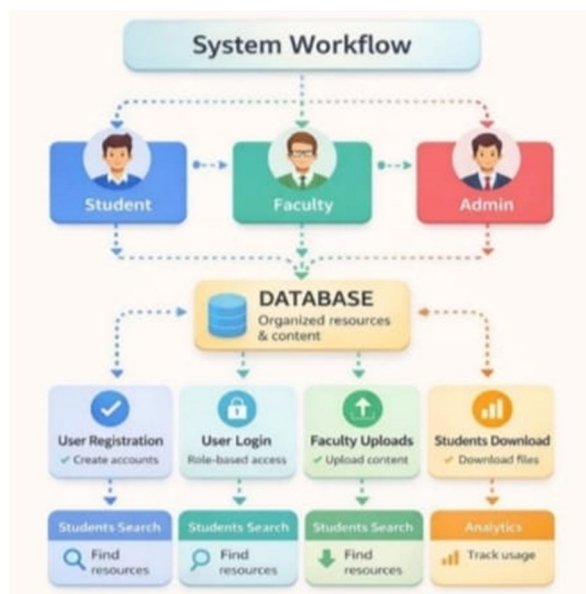 System Workflow
Student
Faculty
Admin
DATABASE
Organized resources
& content
User Registration
✓ Create accounts
User Login
Role-based access
Faculty Uploads
✓ Upload content
Students Download
✓ Download files
Students Search
Find
resources
Students Search
Find
resources
Students Search
Find
resources
Analytics
Track usage